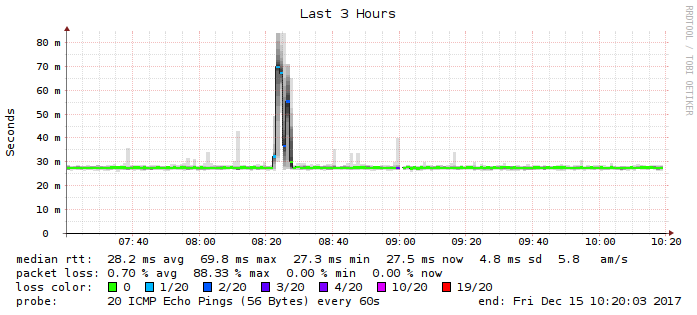 Last 3 Hours
RRDTOOL / TOBI OETIKER
Seconds
80 m
70 m
60 m
50 m
40 m
30 m
20 m
10 m
0
07:40 08:00 08:20 08:40 09:00 09:20 09:40 10:00 10:20
median rtt: 28.2 ms avg 69.8 ms max 27.3 ms min 27.5 ms now 4.8 ms sd 5.8 am/s
packet loss: 0.70 % avg 88.33 % max 0.00 % min 0.00 % now
loss color: 0 1/20 2/20 3/20 4/20 10/20 19/20
probe: 20 ICMP Echo Pings (56 Bytes) every 60s end: Fri Dec 15 10:20:03 2017